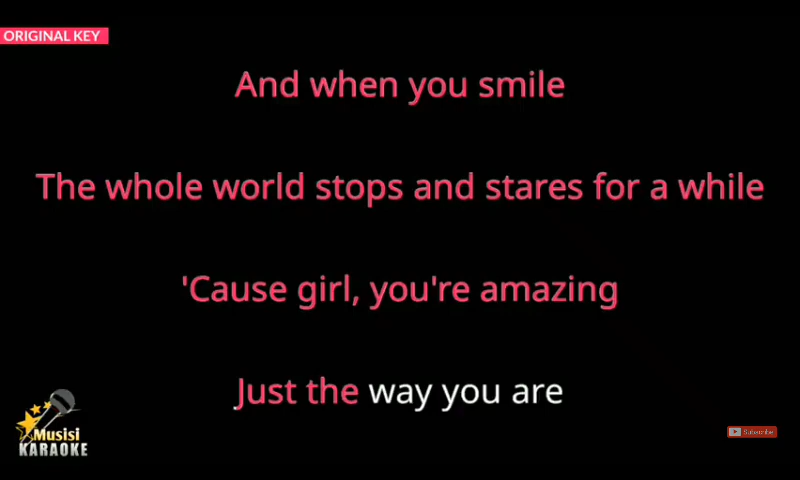 ORIGINAL KEY
And when you smile
The whole world stops and stares for a while
'Cause girl, you're amazing
Just the way you are
Musisi
KARAOKE
Subscribe